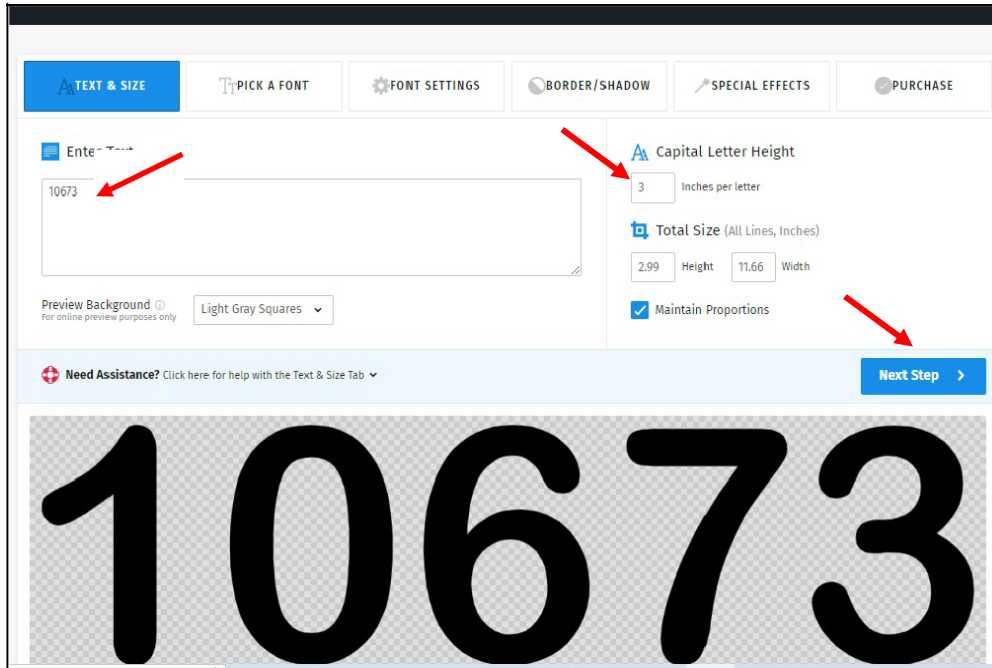 TEXT & SIZE
PICK A FONT
FONT SETTINGS
BORDER/SHADOW
SPECIAL EFFECTS
PURCHASE
Enter
10673
Preview Background
For online preview purposes only
Light Gray Squares
Capital Letter Height
3 Inches per letter
Total Size (All Lines, Inches)
2.99 Height 11.66 Width
Maintain Proportions
Need Assistance? Click here for help with the Text & Size Tab
Next Step
10673